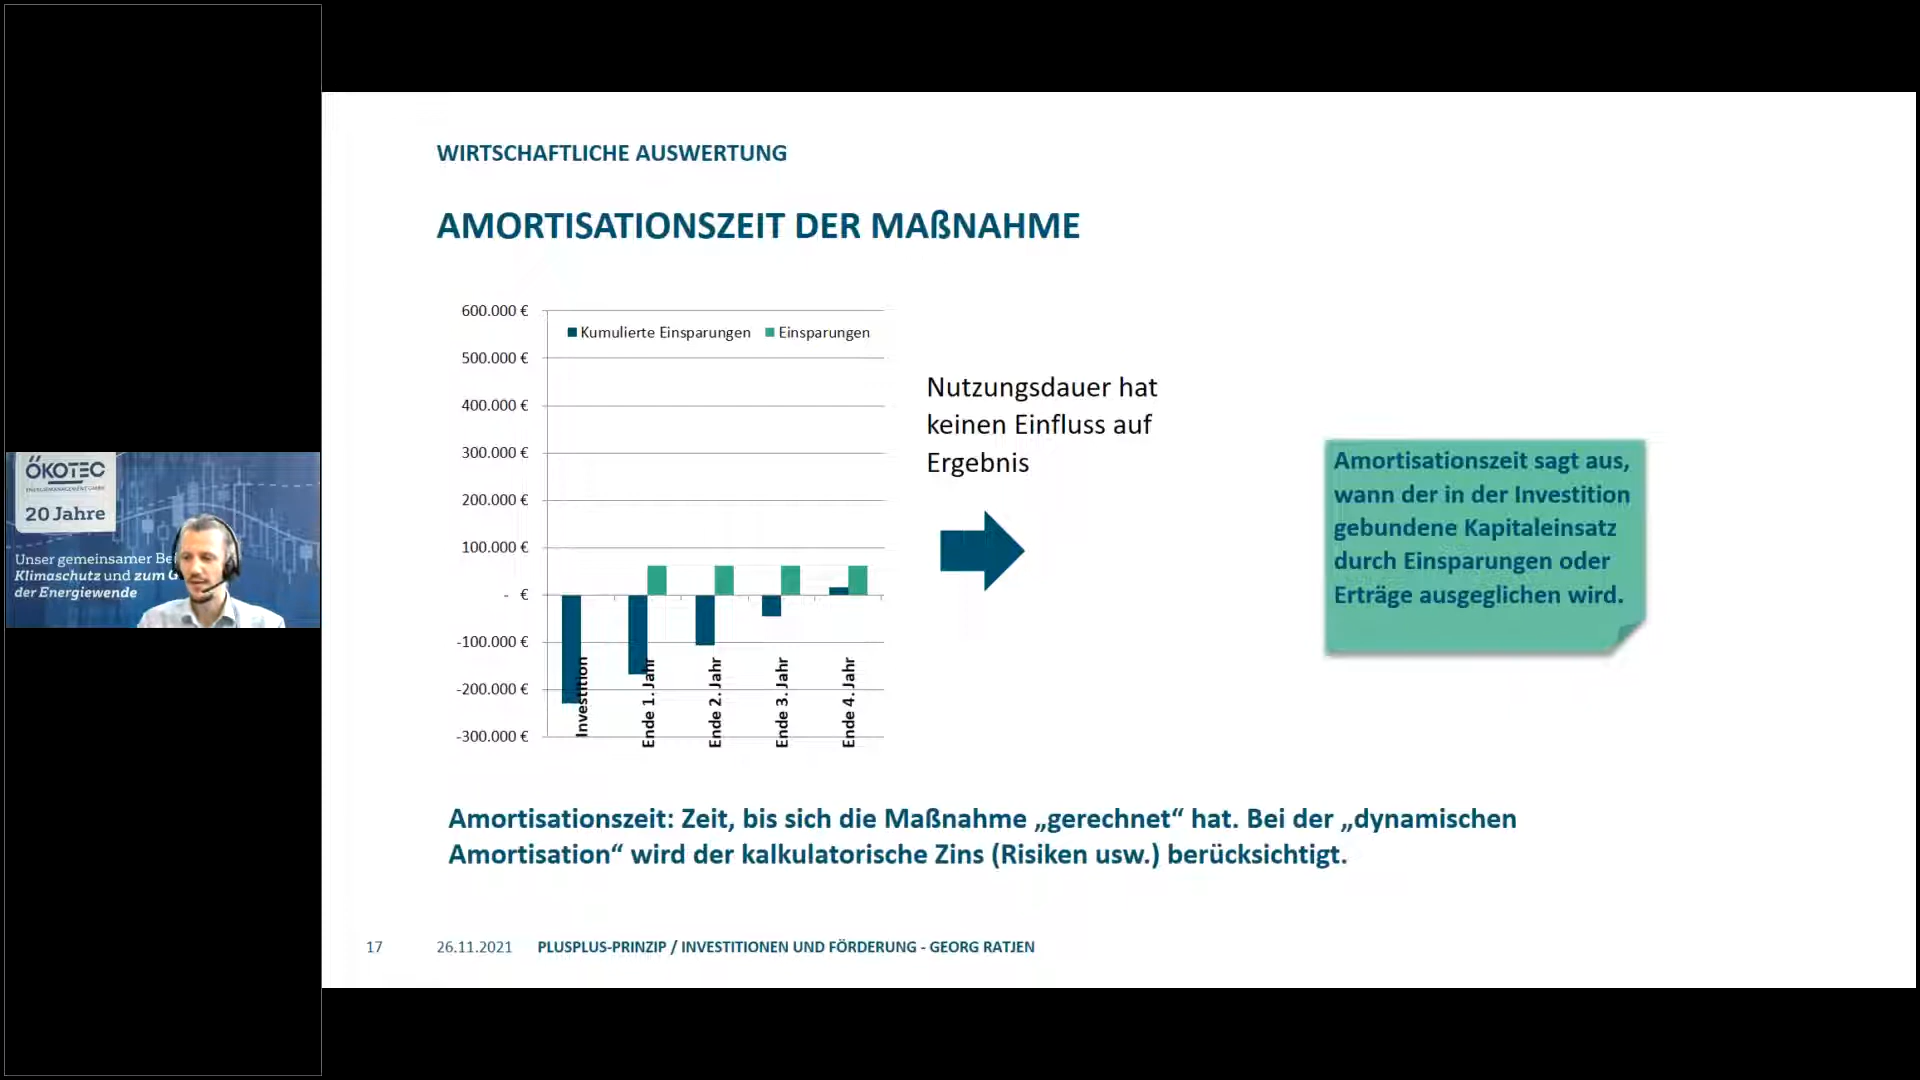 WIRTSCHAFTLICHE AUSWERTUNG
AMORTISATIONSZEIT DER MAßNAHME
600.000 €
500.000 €
400.000 €
300.000 €
200.000 €
100.000 €
- €
-100.000 €
-200.000 €
-300.000 €
Kumulierte Einsparungen Einsparungen
Investition
Ende 1. Jahr
Ende 2. Jahr
Ende 3. Jahr
Ende 4. Jahr
Nutzungsdauer hat
keinen Einfluss auf
Ergebnis
Amortisationszeit sagt aus,
wann der in der Investition
gebundene Kapitaleinsatz
durch Einsparungen oder
Erträge ausgeglichen wird.
Amortisationszeit: Zeit, bis sich die Maßnahme „gerechnet“ hat. Bei der „dynamischen
Amortisation“ wird der kalkulatorische Zins (Risiken usw.) berücksichtigt.
17 26.11.2021 PLUSPLUS-PRINZIP / INVESTITIONEN UND FÖRDERUNG - GEORG RATJEN
ÖKOTEC
ENERGIEMANAGEMENT GMBH
20 Jahre
Unser gemeinsamer
Klimaschutz und zum
der Energiewende